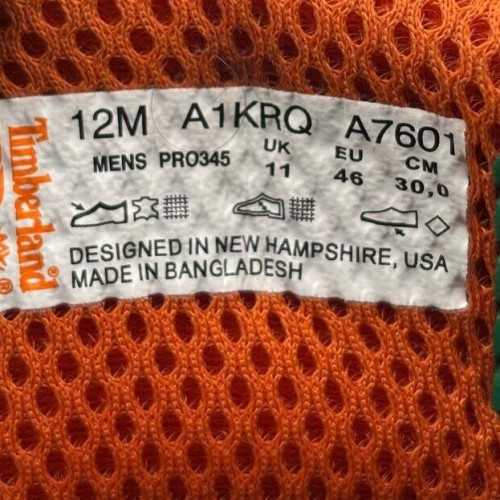 12M A1KRQ A7601
MENS PRO345 UK EU CM
11 46 30,0
DESIGNED IN NEW HAMPSHIRE, USA
MADE IN BANGLADESH
Timberland®